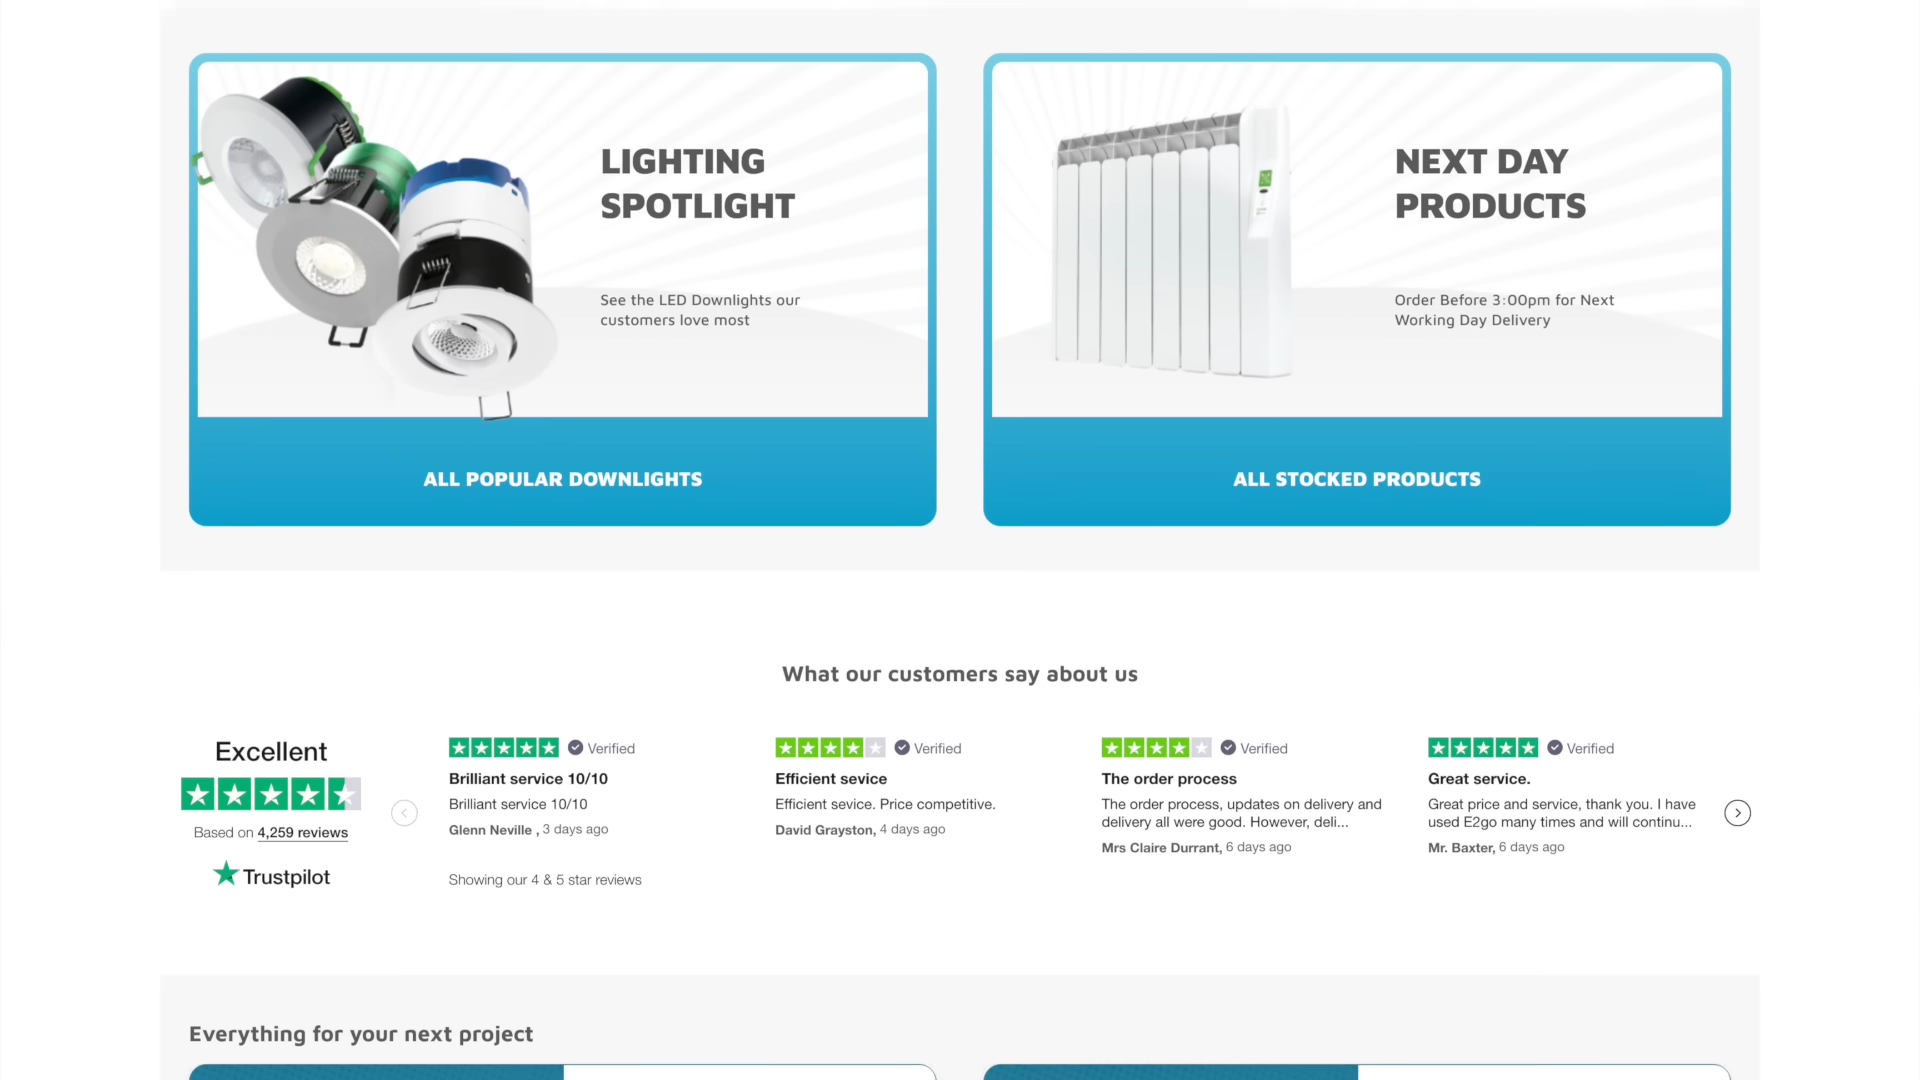 LIGHTING
SPOTLIGHT
See the LED Downlights our
customers love most
ALL POPULAR DOWNLIGHTS
NEXT DAY
PRODUCTS
Order Before 3:00pm for Next
Working Day Delivery
ALL STOCKED PRODUCTS
What our customers say about us
Excellent
Based on 4,259 reviews
Trustpilot
Verified
Brilliant service 10/10
Brilliant service 10/10
Glenn Neville , 3 days ago
Showing our 4 & 5 star reviews
Verified
Efficient sevice
Efficient sevice. Price competitive.
David Grayston, 4 days ago
Verified
The order process
The order process, updates on delivery and
delivery all were good. However, deli...
Mrs Claire Durrant, 6 days ago
Verified
Great service.
Great price and service, thank you. I have
used E2go many times and will continu...
Mr. Baxter, 6 days ago
Everything for your next project